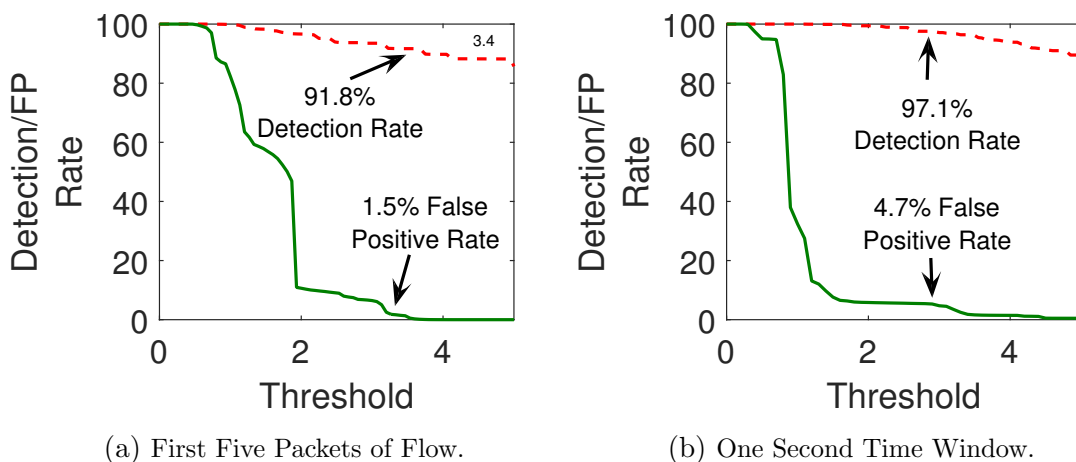 100
80
60
40
20
0
0
2
4
Detection/FP
Rate
Threshold
3.4
91.8%
Detection Rate
1.5% False
Positive Rate
(a) First Five Packets of Flow.
100
80
60
40
20
0
0
2
4
Detection/FP
Rate
Threshold
97.1%
Detection Rate
4.7% False
Positive Rate
(b) One Second Time Window.